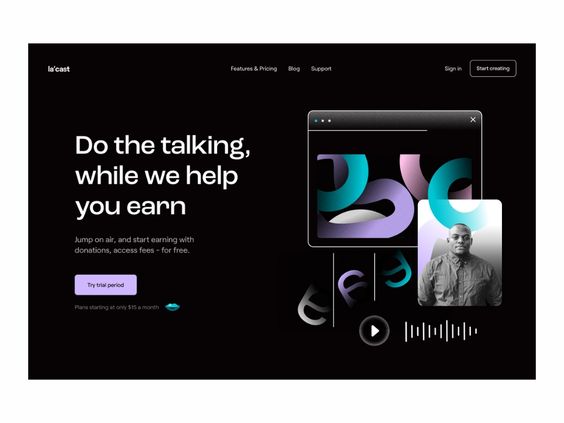 la'cast
Features & Pricing
Blog
Support
Sign in
Start creating
Do the talking,
while we help
you earn
Jump on air, and start earning with
donations, access fees - for free.
Try trial period
Plans starting at only $15 a month